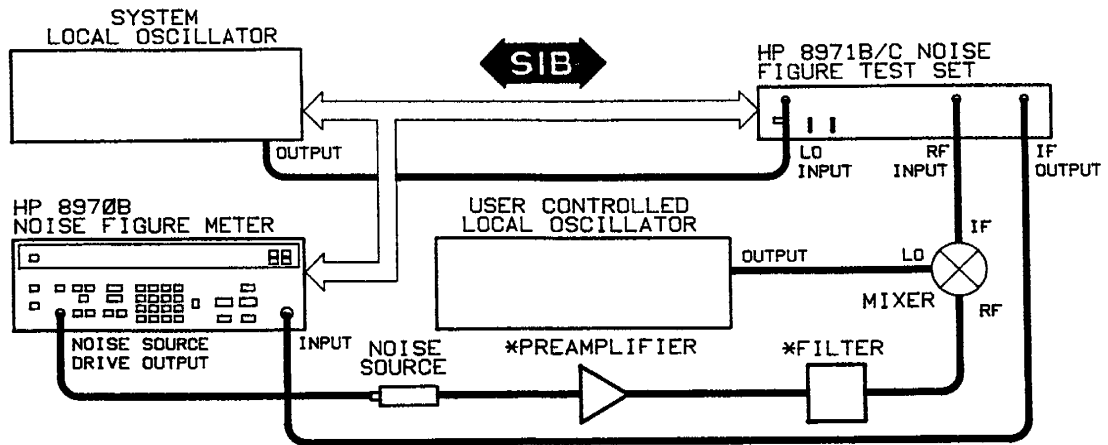 SYSTEM
LOCAL OSCILLATOR
SIB
HP 8971B/C NOISE
FIGURE TEST SET
OUTPUT
LO
INPUT
RF
INPUT
IF
OUTPUT
HP 8970B
NOISE FIGURE METER
USER CONTROLLED
LOCAL OSCILLATOR
OUTPUT
LO
IF
MIXER
RF
NOISE SOURCE
DRIVE OUTPUT
INPUT
NOISE
SOURCE
*PREAMPLIFIER
*FILTER